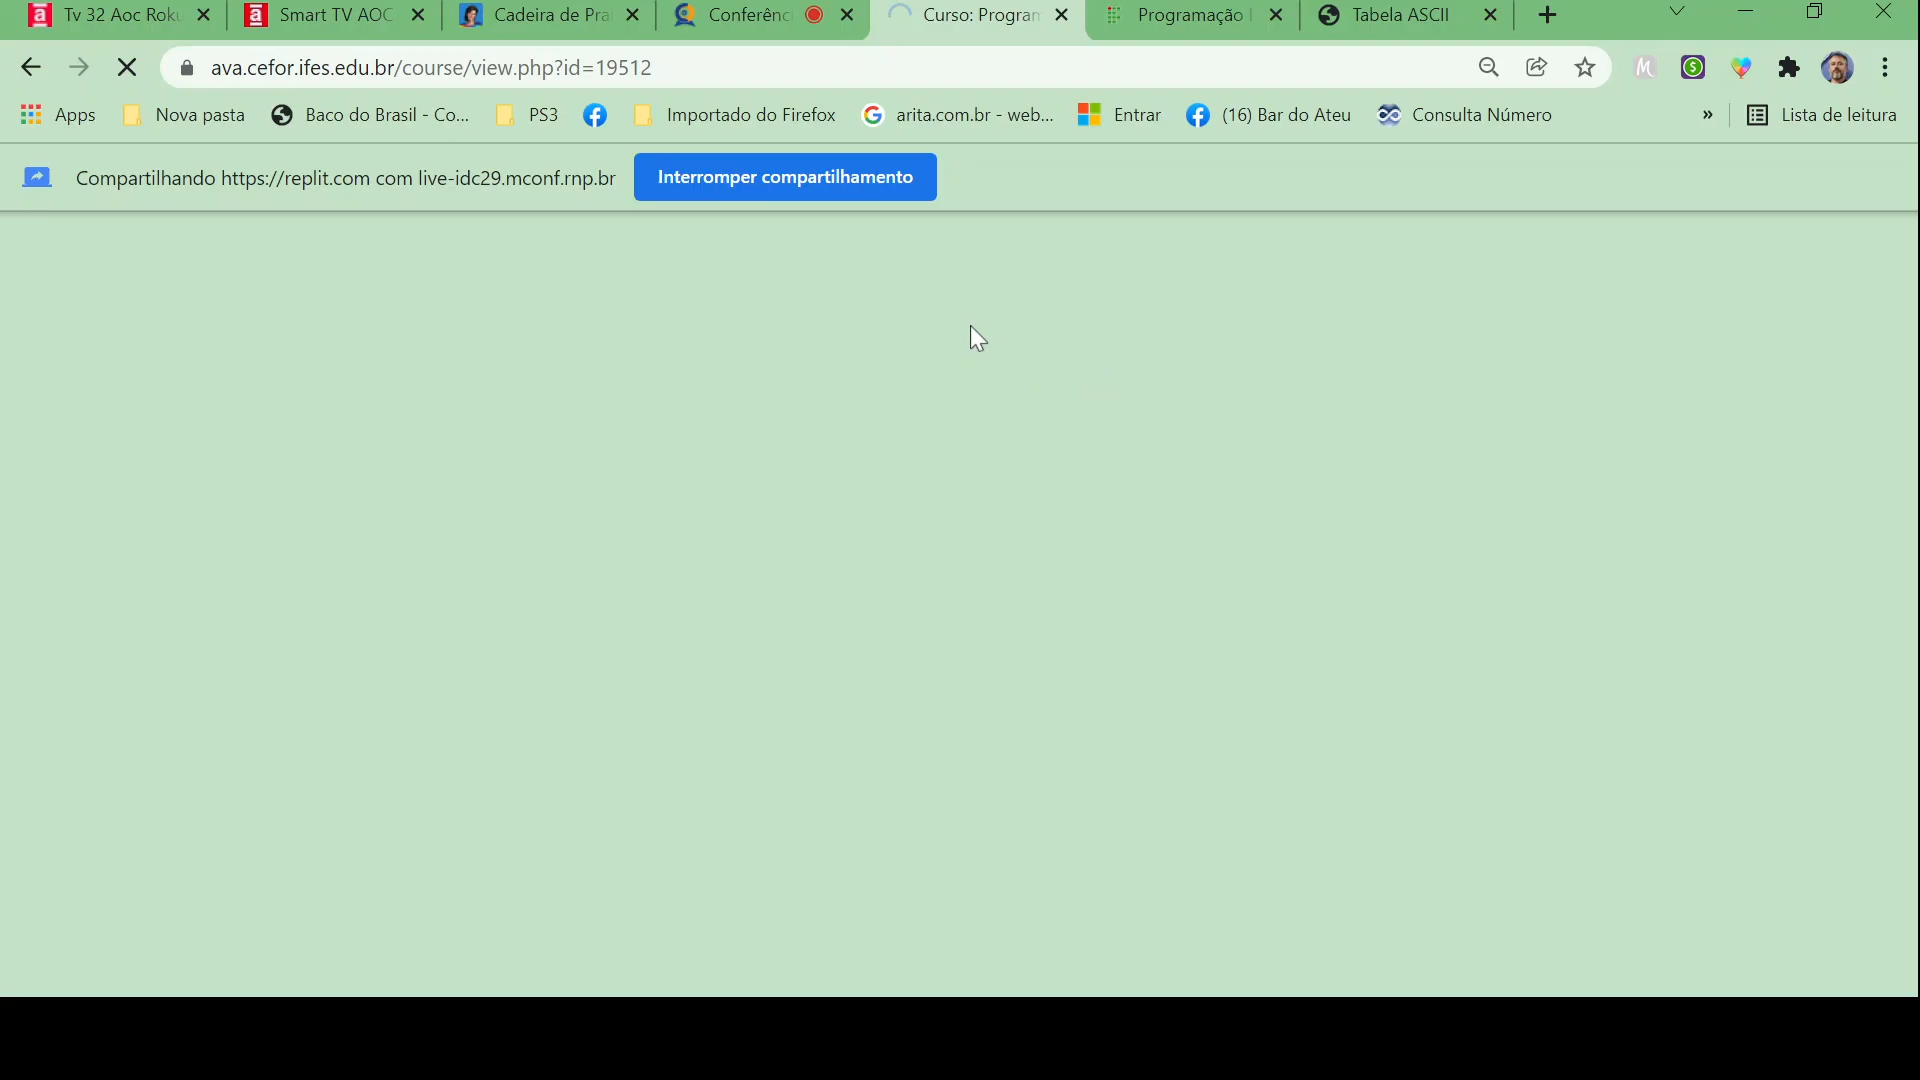 Tv 32 Aoc Roku
Smart TV AOC
Cadeira de Prai
Conferênci
Curso: Program
Programação
Tabela ASCII
ava.cefor.ifes.edu.br/course/view.php?id=19512
Apps
Nova pasta
Baco do Brasil - Co...
PS3
Importado do Firefox
arita.com.br - web...
Entrar
(16) Bar do Ateu
Consulta Número
»
Lista de leitura
Compartilhando https://replit.com com live-idc29.mconf.rnp.br
Interromper compartilhamento